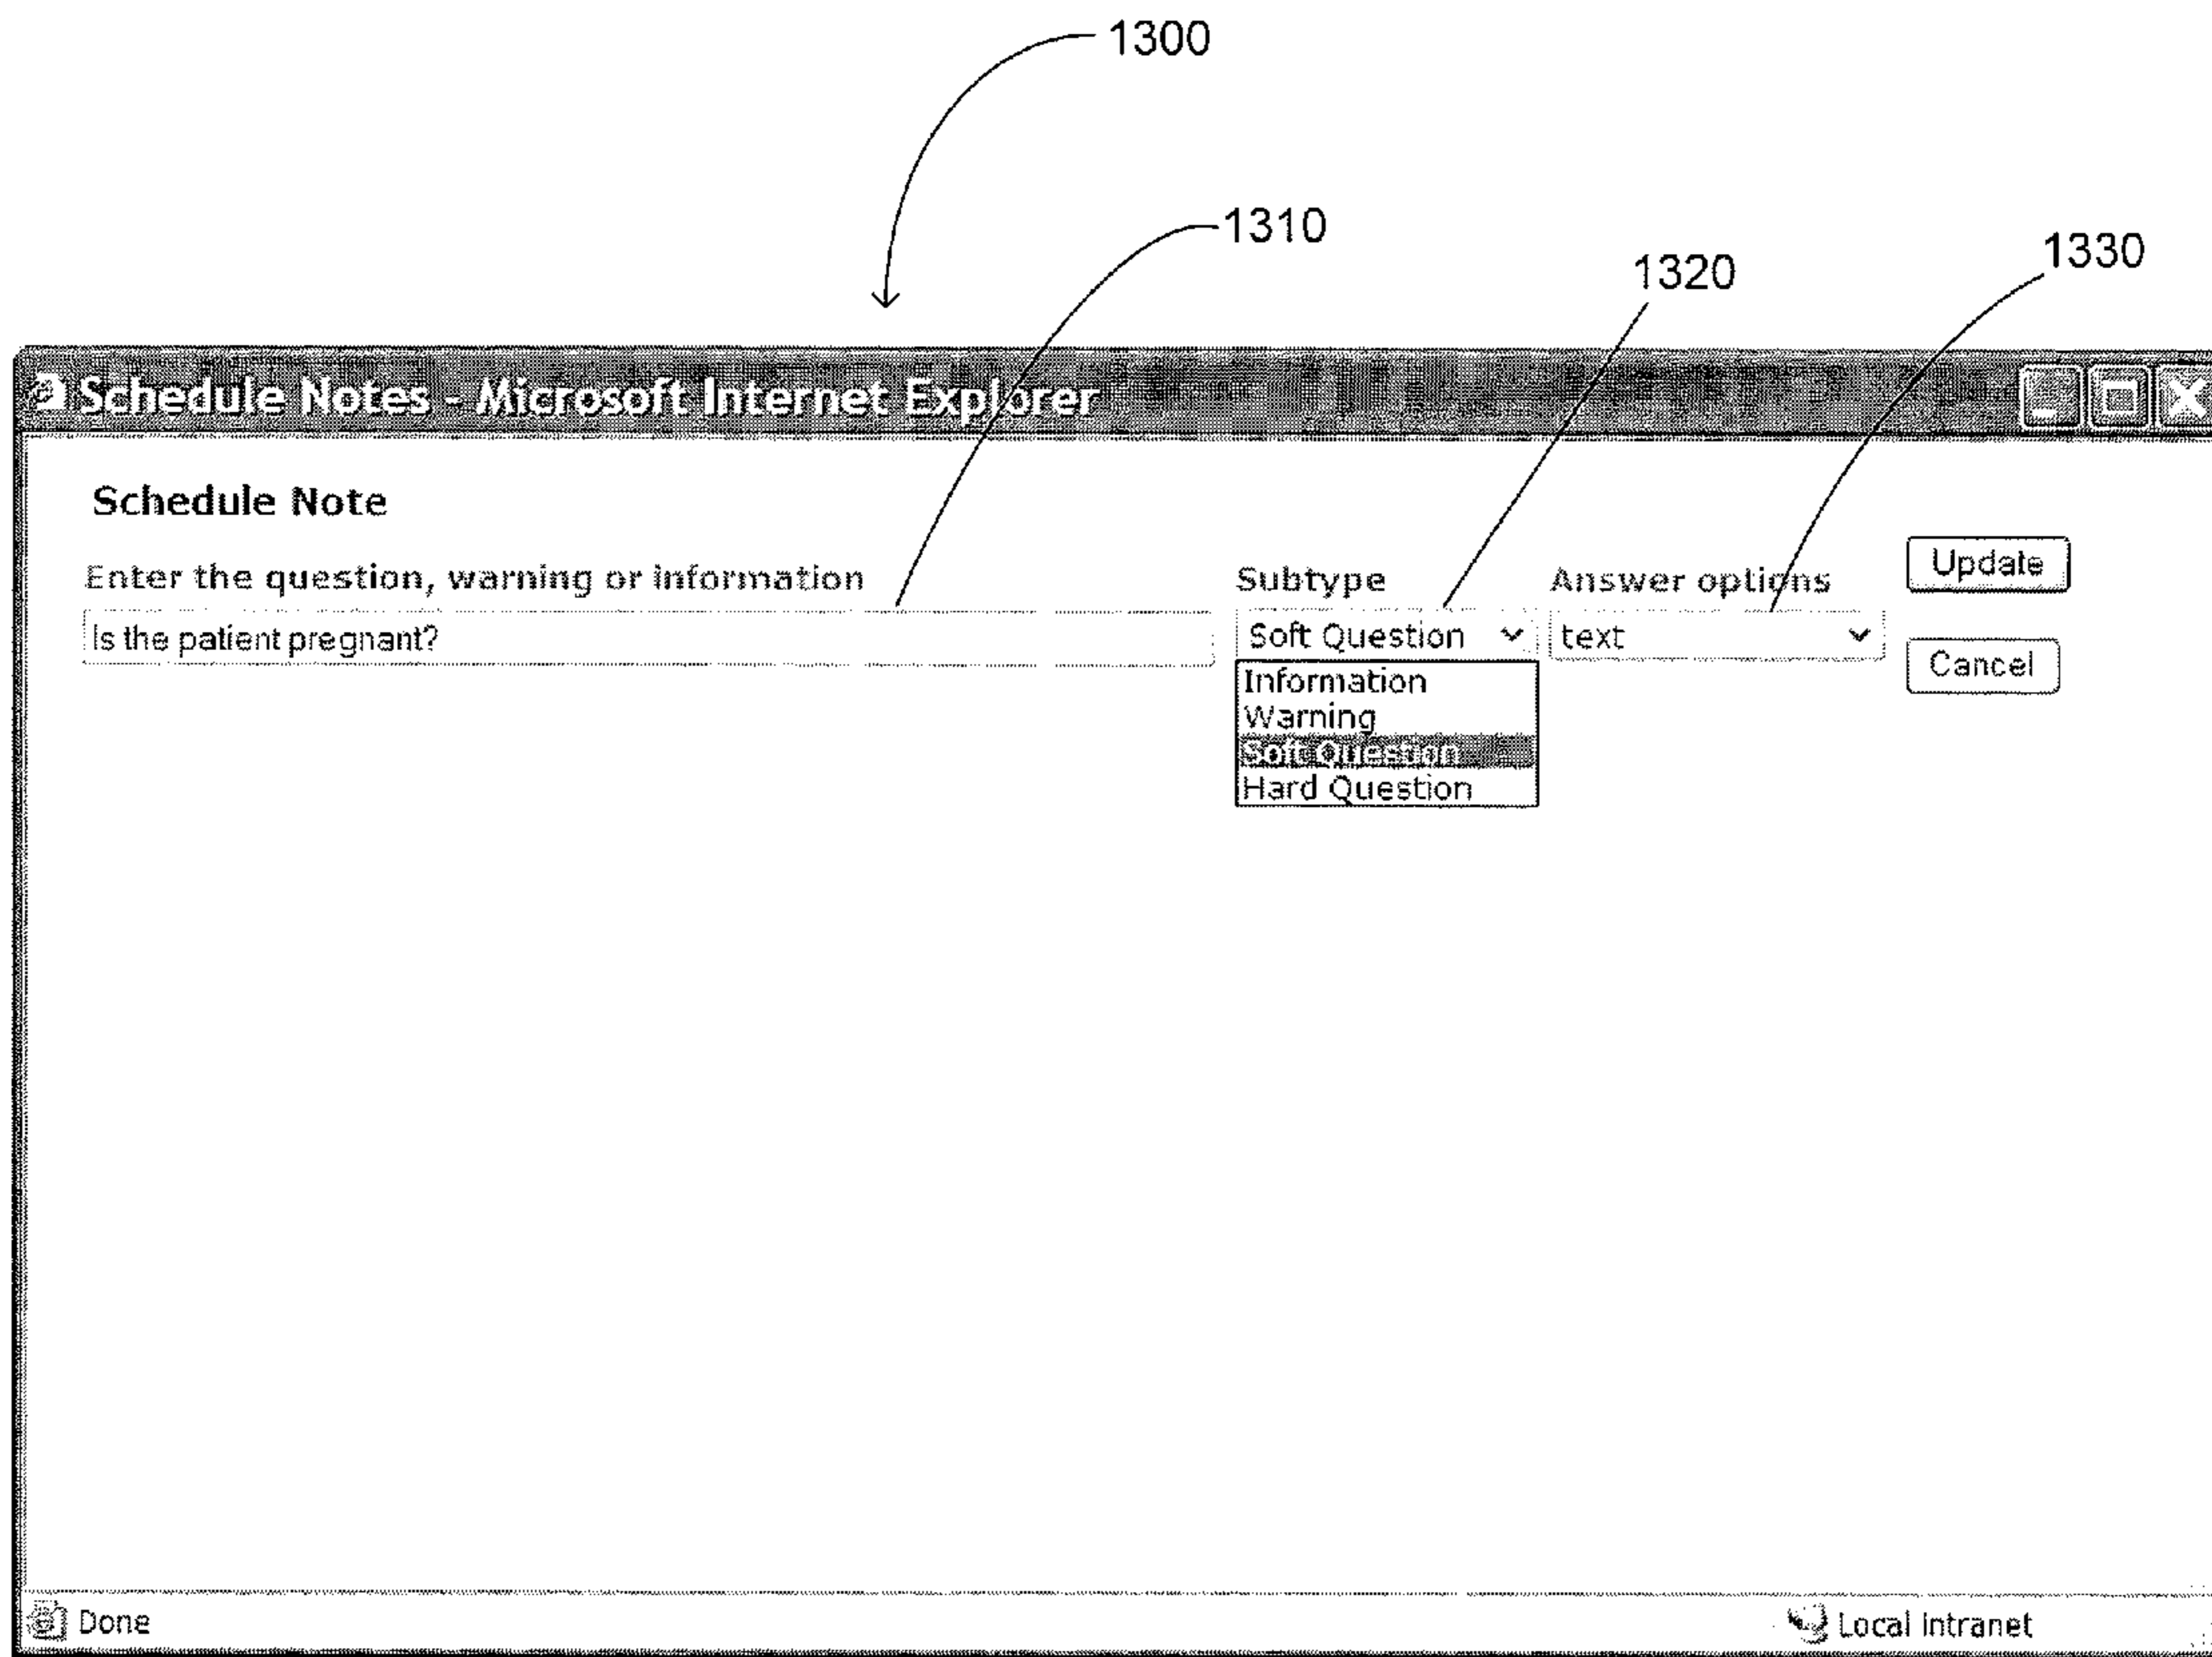 1300
1310
1320
1330
Schedule Notes - Microsoft Internet Explorer
Schedule Note
Enter the question, warning or information
Subtype
Answer options
Update
Is the patient pregnant?
Soft Question
text
Cancel
Information
Warning
Soft Question
Hard Question
Done
Local intranet